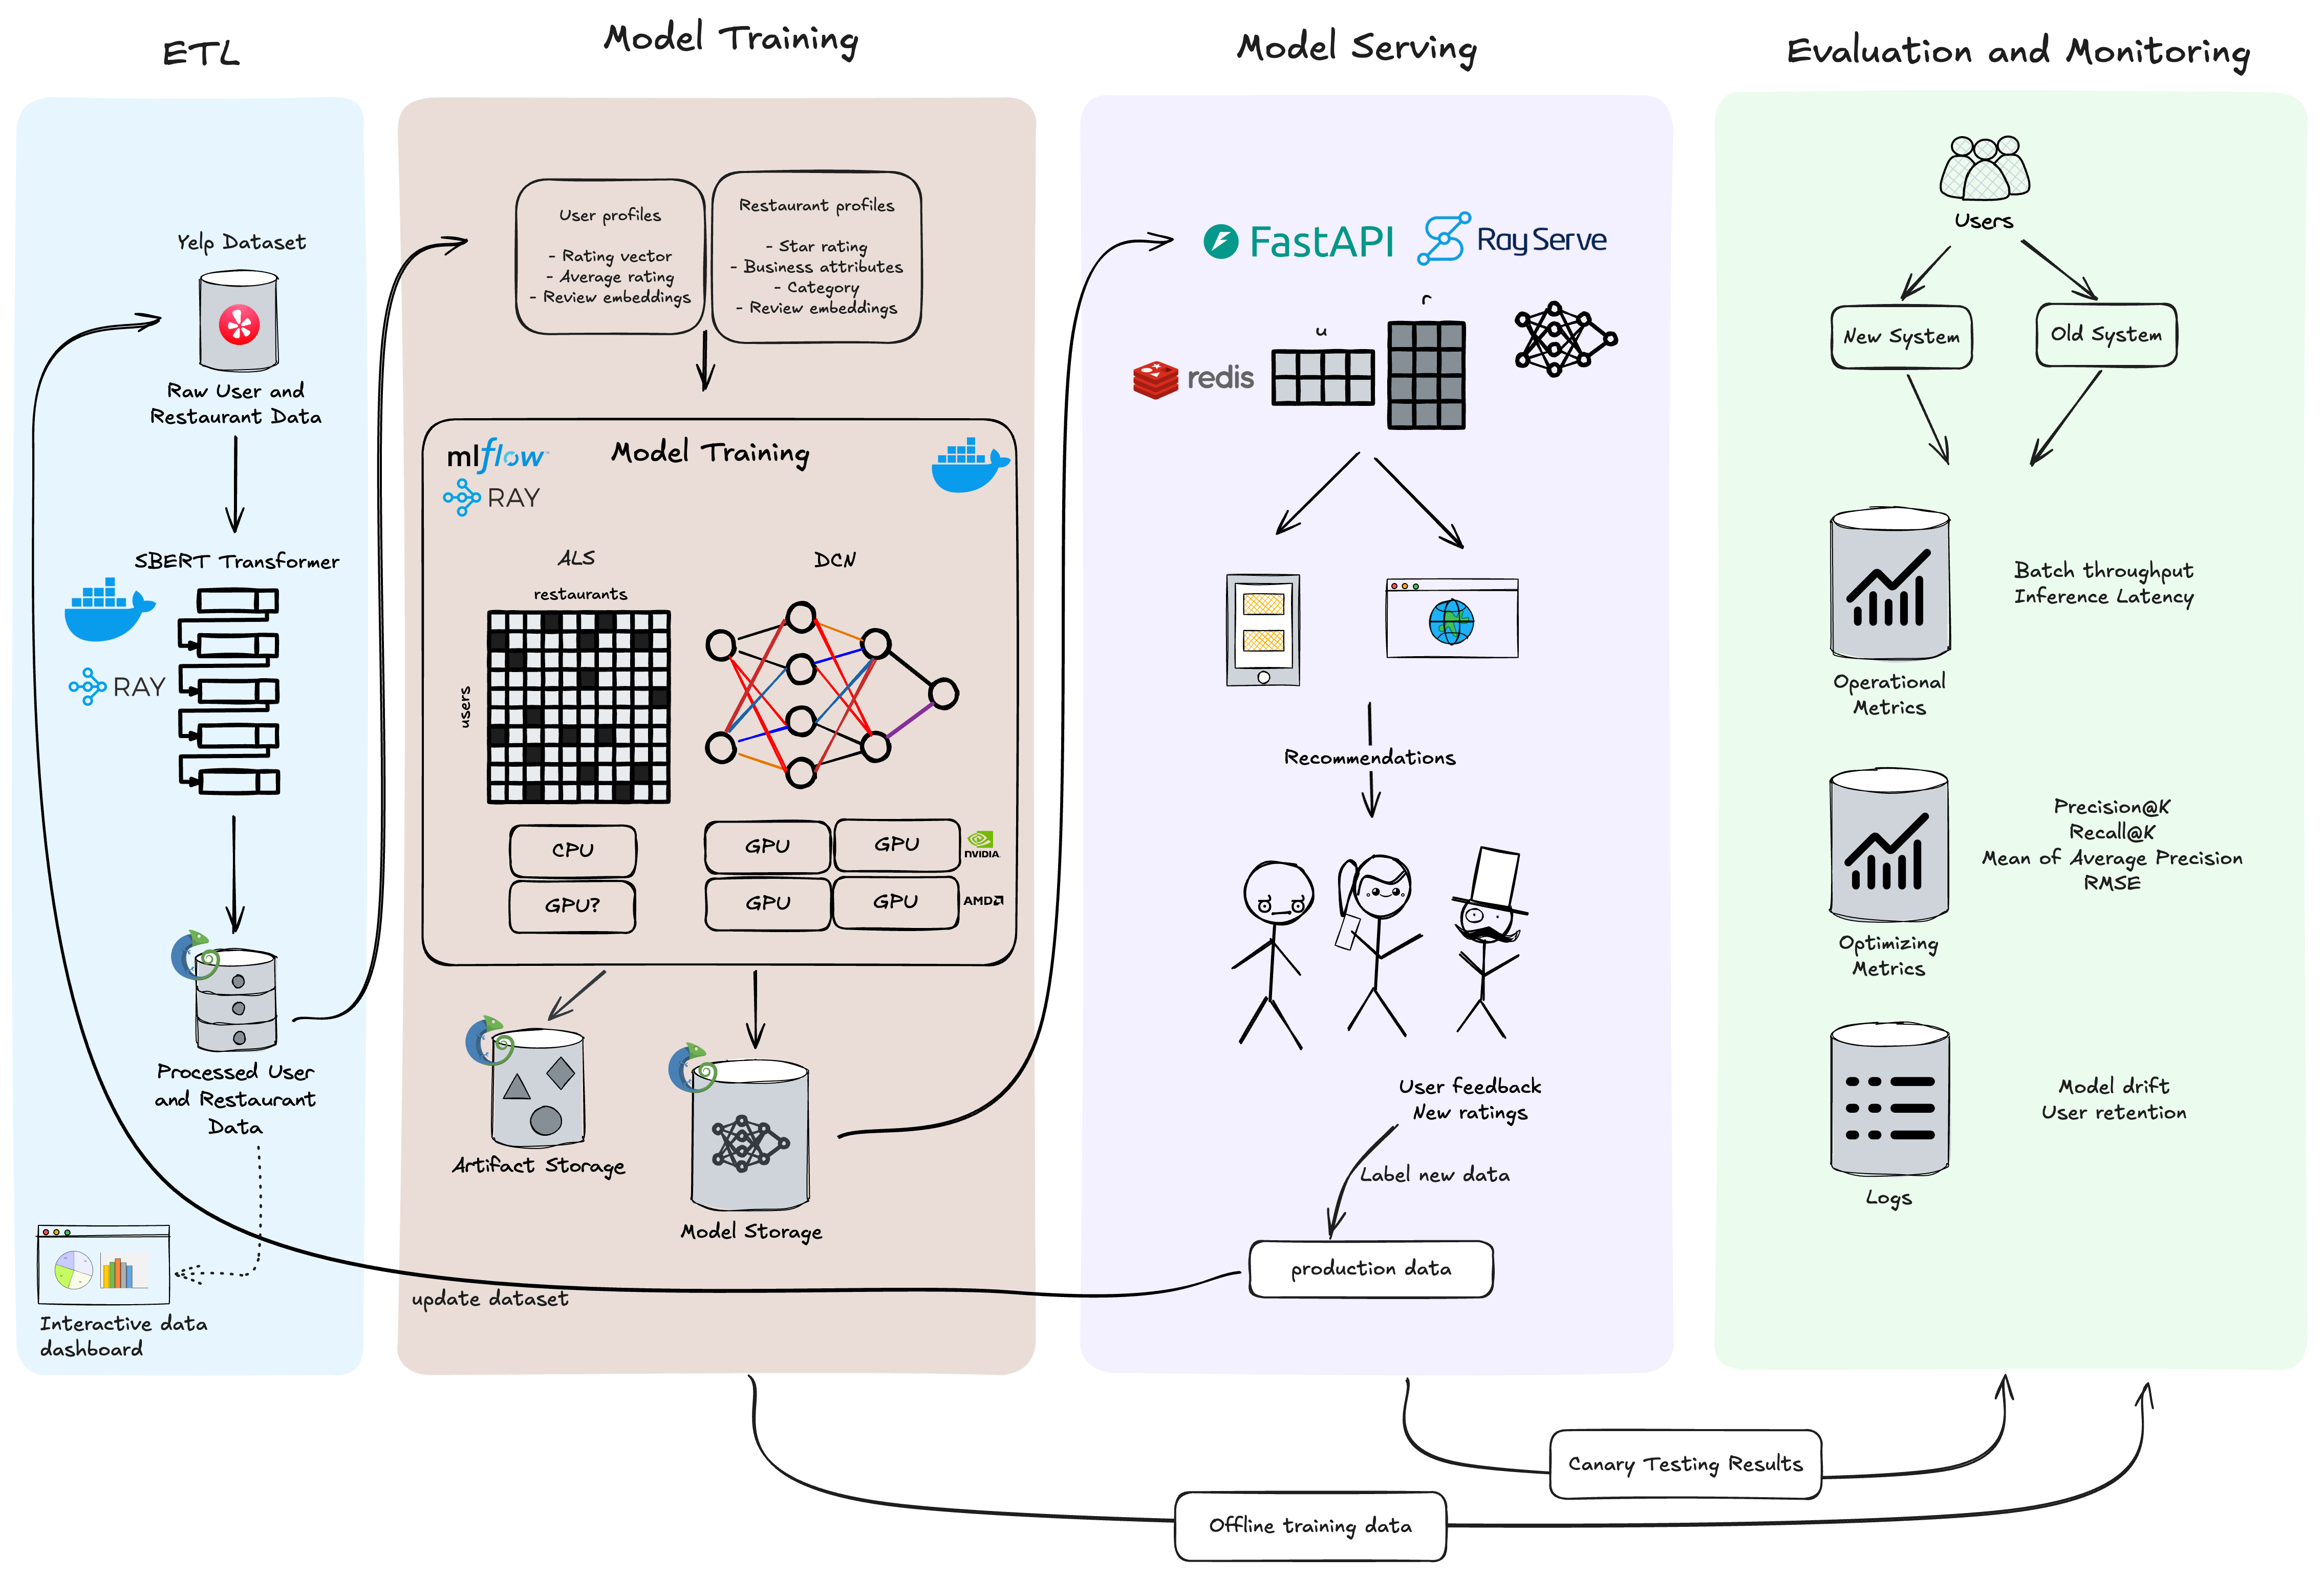 ETL
Yelp Dataset
Raw User and
Restaurant Data
SBERT Transformer
RAY
Processed User
and Restaurant
Data
Interactive data
dashboard
Model Training
User profiles
- Rating vector
- Average rating
- Review embeddings
Restaurant profiles
- Star rating
- Business attributes
- Category
- Review embeddings
mlflow™
RAY
Model Training
ALS
restaurants
users
DCN
CPU
GPU?
GPU
GPU
GPU
GPU
NVIDIA
AMD
Artifact Storage
Model Storage
update dataset
Model Serving
FastAPI
Ray Serve
redis
u
r
Recommendations
User feedback
New ratings
Label new data
production data
Evaluation and Monitoring
Users
New System
Old System
Batch throughput
Inference Latency
Operational
Metrics
Precision@K
Recall@K
Mean of Average Precision
RMSE
Optimizing
Metrics
Model drift
User retention
Logs
Canary Testing Results
Offline training data